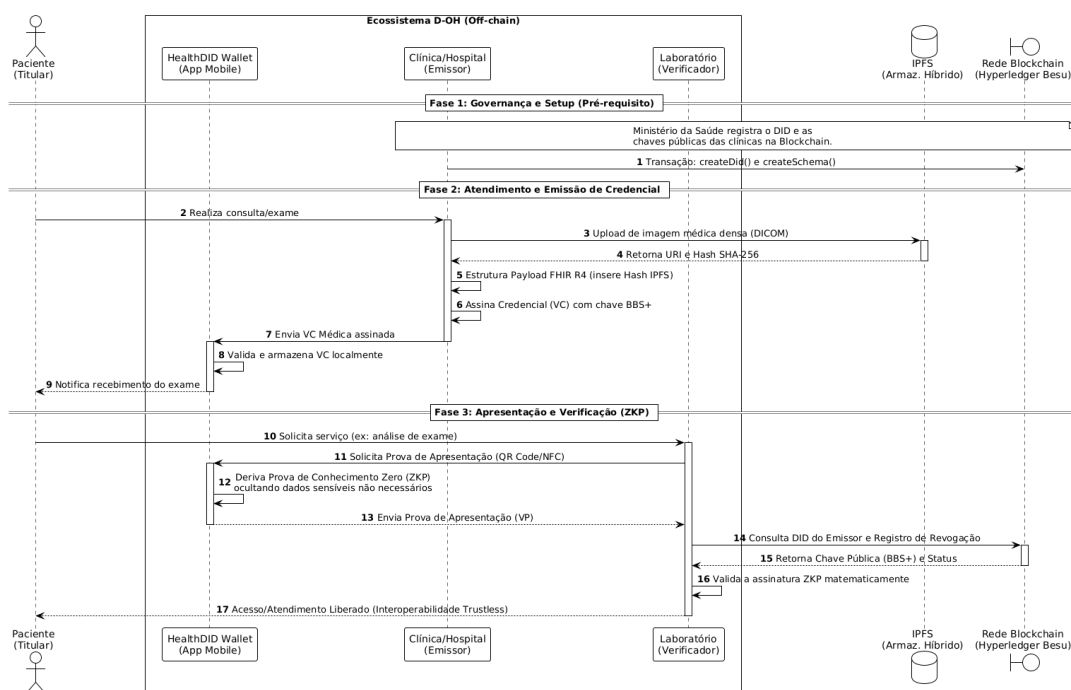 Ecossistema D-OH (Off-chain)
Paciente
(Titular)
HealthDID Wallet
(App Mobile)
Clínica/Hospital
(Emissor)
Laboratório
(Verificador)
IPFS
(Armaz. Híbrido)
Rede Blockchain
(Hyperledger Besu)
Fase 1: Governança e Setup (Pré-requisito)
Ministério da Saúde registra o DID e as
chaves públicas das clínicas na Blockchain.
1 Transação: createDid() e createSchema()
Fase 2: Atendimento e Emissão de Credencial
2 Realiza consulta/exame
3 Upload de imagem médica densa (DICOM)
4 Retorna URI e Hash SHA-256
5 Estrutura Payload FHIR R4 (insere Hash IPFS)
6 Assina Credencial (VC) com chave BBS+
7 Envia VC Médica assinada
8 Valida e armazena VC localmente
9 Notifica recebimento do exame
Fase 3: Apresentação e Verificação (ZKP)
10 Solicita serviço (ex: análise de exame)
11 Solicita Prova de Apresentação (QR Code/NFC)
12 Deriva Prova de Conhecimento Zero (ZKP)
ocultando dados sensíveis não necessários
13 Envia Prova de Apresentação (VP)
14 Consulta DID do Emissor e Registro de Revogação
15 Retorna Chave Pública (BBS+) e Status
16 Valida a assinatura ZKP matematicamente
17 Acesso/Atendimento Liberado (Interoperabilidade Trustless)
Paciente
(Titular)
HealthDID Wallet
(App Mobile)
Clínica/Hospital
(Emissor)
Laboratório
(Verificador)
IPFS
(Armaz. Híbrido)
Rede Blockchain
(Hyperledger Besu)